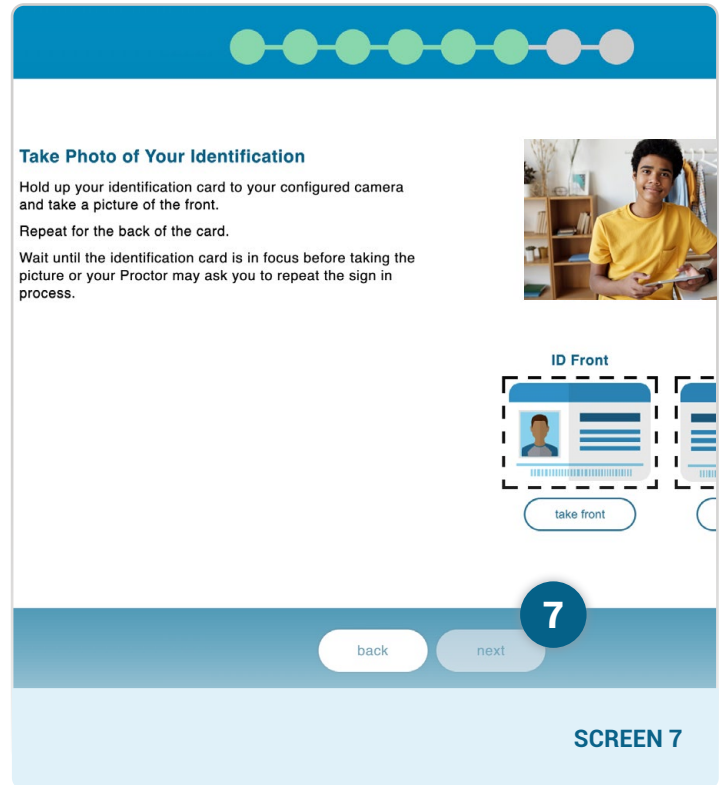 Take Photo of Your Identification
Hold up your identification card to your configured camera
and take a picture of the front.
Repeat for the back of the card.
Wait until the identification card is in focus before taking the
picture or your Proctor may ask you to repeat the sign in
process.
ID Front
take front
7
back
next
SCREEN 7